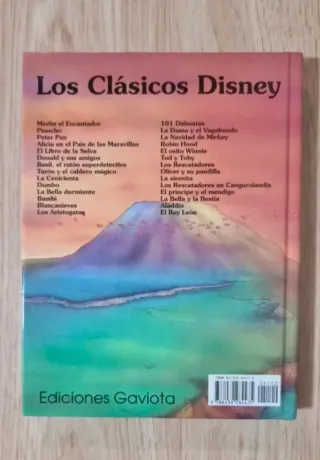 Los Clásicos Disney
Merlín el Encantador
Pinocho
Peter Pan
Alicia en el País de las Maravillas
El Libro de la Selva
Donald y sus amigos
Basil, el ratón superdetective
Tarón y el caldero mágico
La Cenicienta
Dumbo
La Bella durmiente
Bambi
Blancanieves
Los Aristogatos
101 Dálmatas
La Dama y el Vagabundo
La Navidad de Mickey
Robin Hood
El osito Winnie
Tod y Toby
Los Rescatadores
Oliver y su pandilla
La sirenita
Los Rescatadores en Cangurolandia
El príncipe y el mendigo
La Bella y la Bestia
Aladdin
El Rey León
Ediciones Gaviota